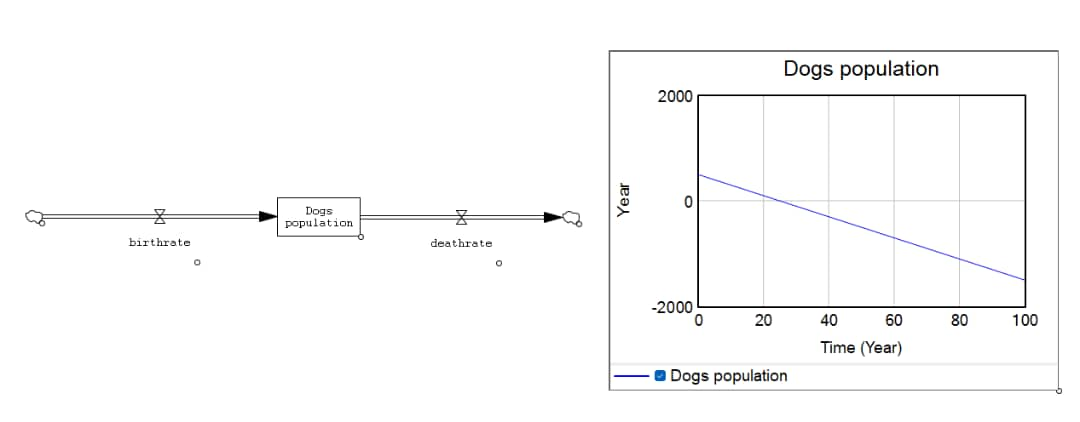 Dogs
population
birthrate
deathrate
Dogs population
2000
0
-2000
Year
0 20 40 60 80 100
Time (Year)
Dogs population